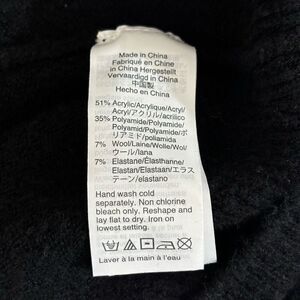 Made in China
Fabriqué en Chine
in China Hergestellt
Vervaardigd in China
中国製
Hecho en China
51% Acrylic/Acrylique/Acryl/
Acryl/アクリル/acrilico
35% Polyamide/Polyamide/
Polyamid/Polyamide/ポ
リアミド/poliamida
7% Wool/Laine/Wolle/Wol/
ウール/lana
7% Elastane/Élasthanne/
Elastan/Elastaan/エラス
テーン/elastano
Hand wash cold
separately. Non chlorine
bleach only. Reshape and
lay flat to dry. Iron on
lowest setting.
Laver à la main à l'eau